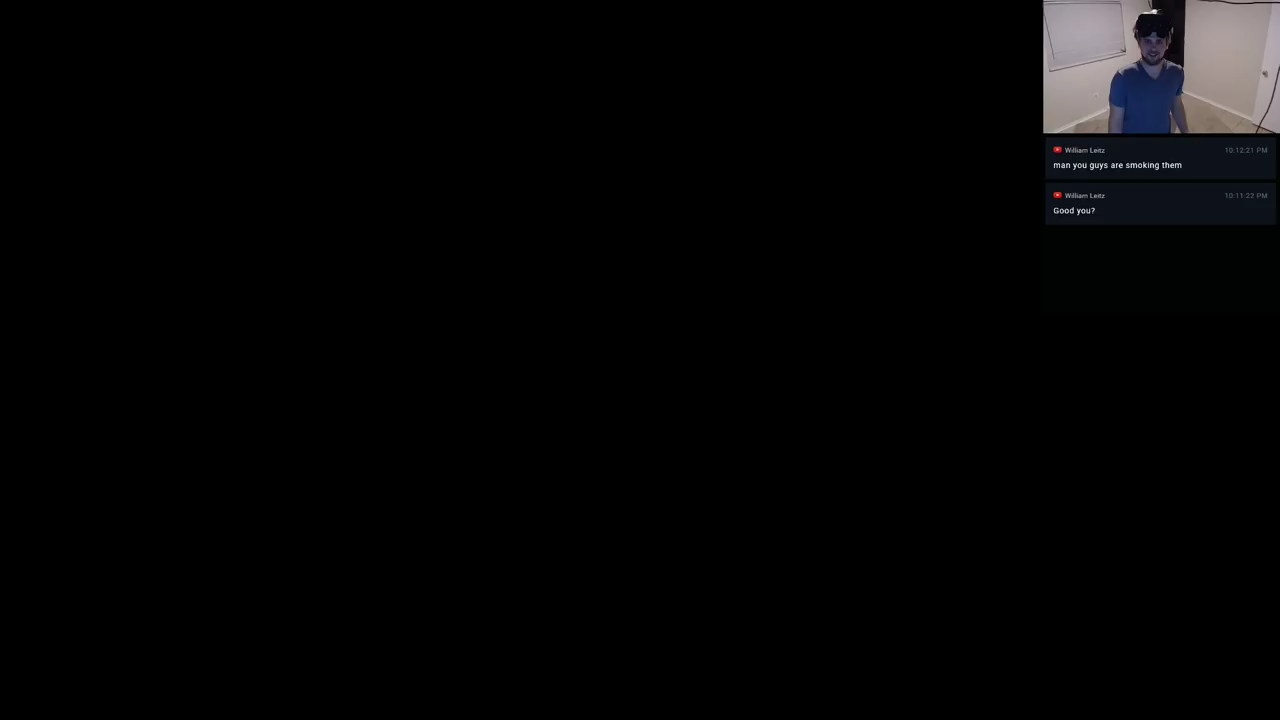 William Leitz 10:12:21 PM
man you guys are smoking them
William Leitz 10:11:22 PM
Good you?